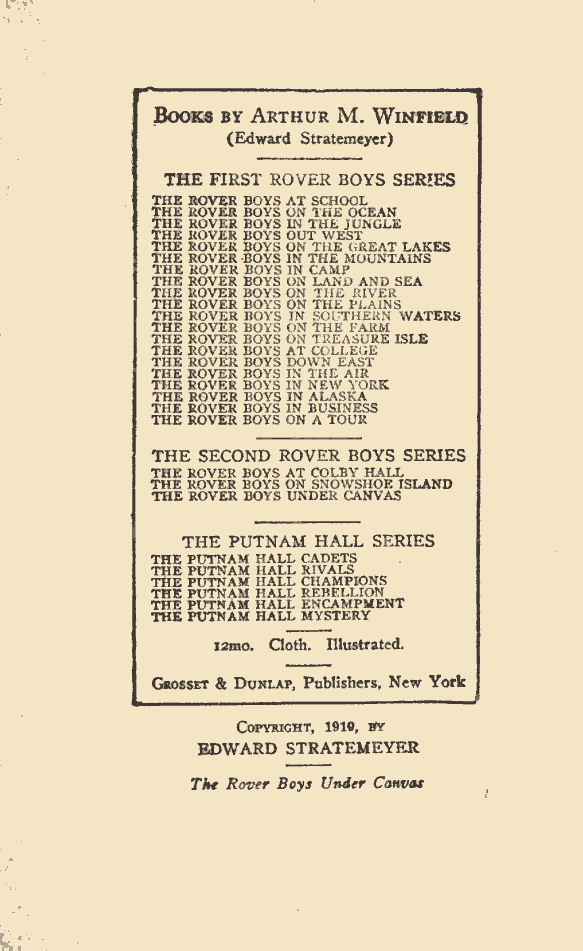 BOOKS BY ARTHUR M. WINFIELD
(Edward Stratemeyer)
THE FIRST ROVER BOYS SERIES
THE ROVER BOYS AT SCHOOL
THE ROVER BOYS ON THE OCEAN
THE ROVER BOYS IN THE JUNGLE
THE ROVER BOYS OUT WEST
THE ROVER BOYS ON THE GREAT LAKES
THE ROVER BOYS IN THE MOUNTAINS
THE ROVER BOYS IN CAMP
THE ROVER BOYS ON LAND AND SEA
THE ROVER BOYS ON THE RIVER
THE ROVER BOYS ON THE PLAINS
THE ROVER BOYS IN SOUTHERN WATERS
THE ROVER BOYS ON THE FARM
THE ROVER BOYS ON TREASURE ISLE
THE ROVER BOYS AT COLLEGE
THE ROVER BOYS DOWN EAST
THE ROVER BOYS IN THE AIR
THE ROVER BOYS IN NEW YORK
THE ROVER BOYS IN ALASKA
THE ROVER BOYS IN BUSINESS
THE ROVER BOYS ON A TOUR
THE SECOND ROVER BOYS SERIES
THE ROVER BOYS AT COLBY HALL
THE ROVER BOYS ON SNOWSHOE ISLAND
THE ROVER BOYS UNDER CANVAS
THE PUTNAM HALL SERIES
THE PUTNAM HALL CADETS
THE PUTNAM HALL RIVALS
THE PUTNAM HALL CHAMPIONS
THE PUTNAM HALL REBELLION
THE PUTNAM HALL ENCAMPMENT
THE PUTNAM HALL MYSTERY
12mo. Cloth. Illustrated.
GROSSET & DUNLAP, Publishers, New York
COPYRIGHT, 1919, BY
EDWARD STRATEMEYER
The Rover Boys Under Canvas